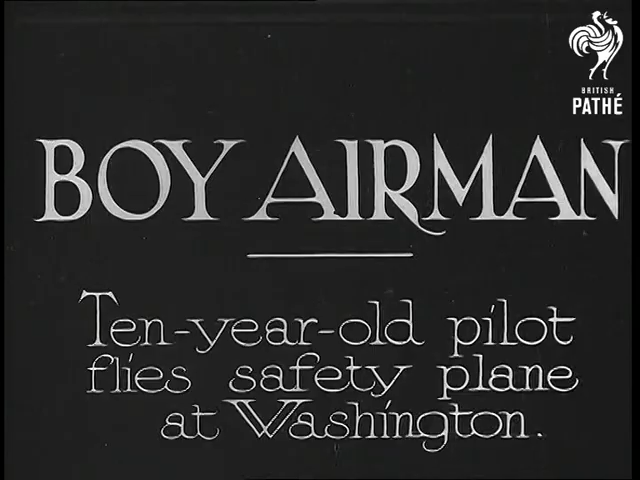 BRITISH
PATHÉ
BOY AIRMAN
Ten-year-old pilot
flies safety plane
at Washington.